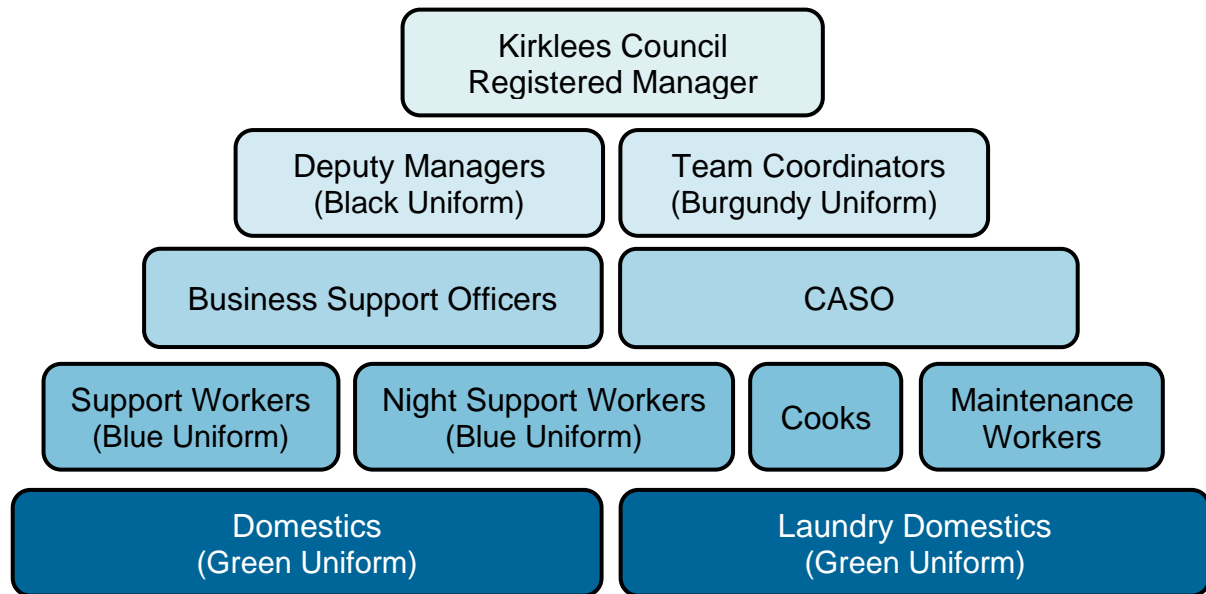 Kirklees Council
Registered Manager
Deputy Managers
(Black Uniform)
Team Coordinators
(Burgundy Uniform)
Business Support Officers
CASO
Support Workers
(Blue Uniform)
Night Support Workers
(Blue Uniform)
Cooks
Maintenance
Workers
Domestics
(Green Uniform)
Laundry Domestics
(Green Uniform)